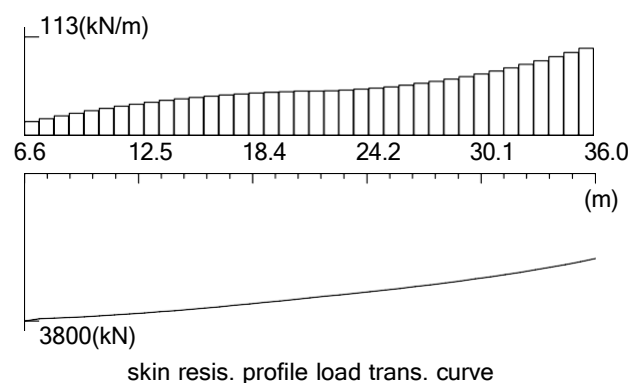 113(kN/m)
6.6 12.5 18.4 24.2 30.1 36.0
(m)
3800(kN)
skin resis. profile load trans. curve